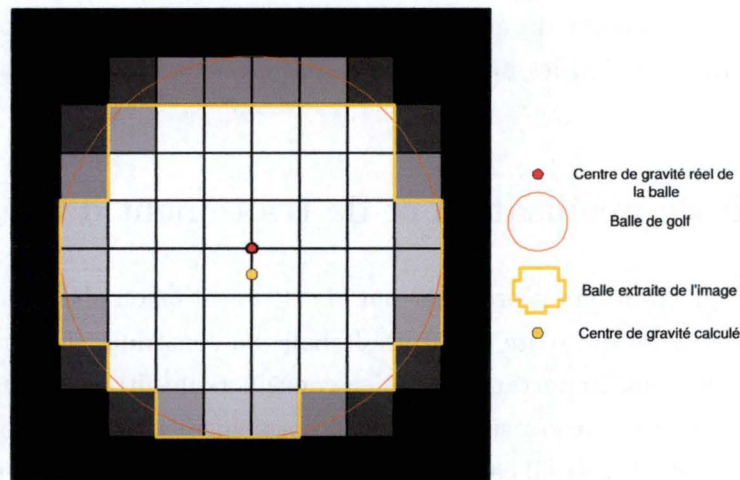 Centre de gravité réel de
la balle
Balle de golf
Balle extraite de l'image
Centre de gravité calculé